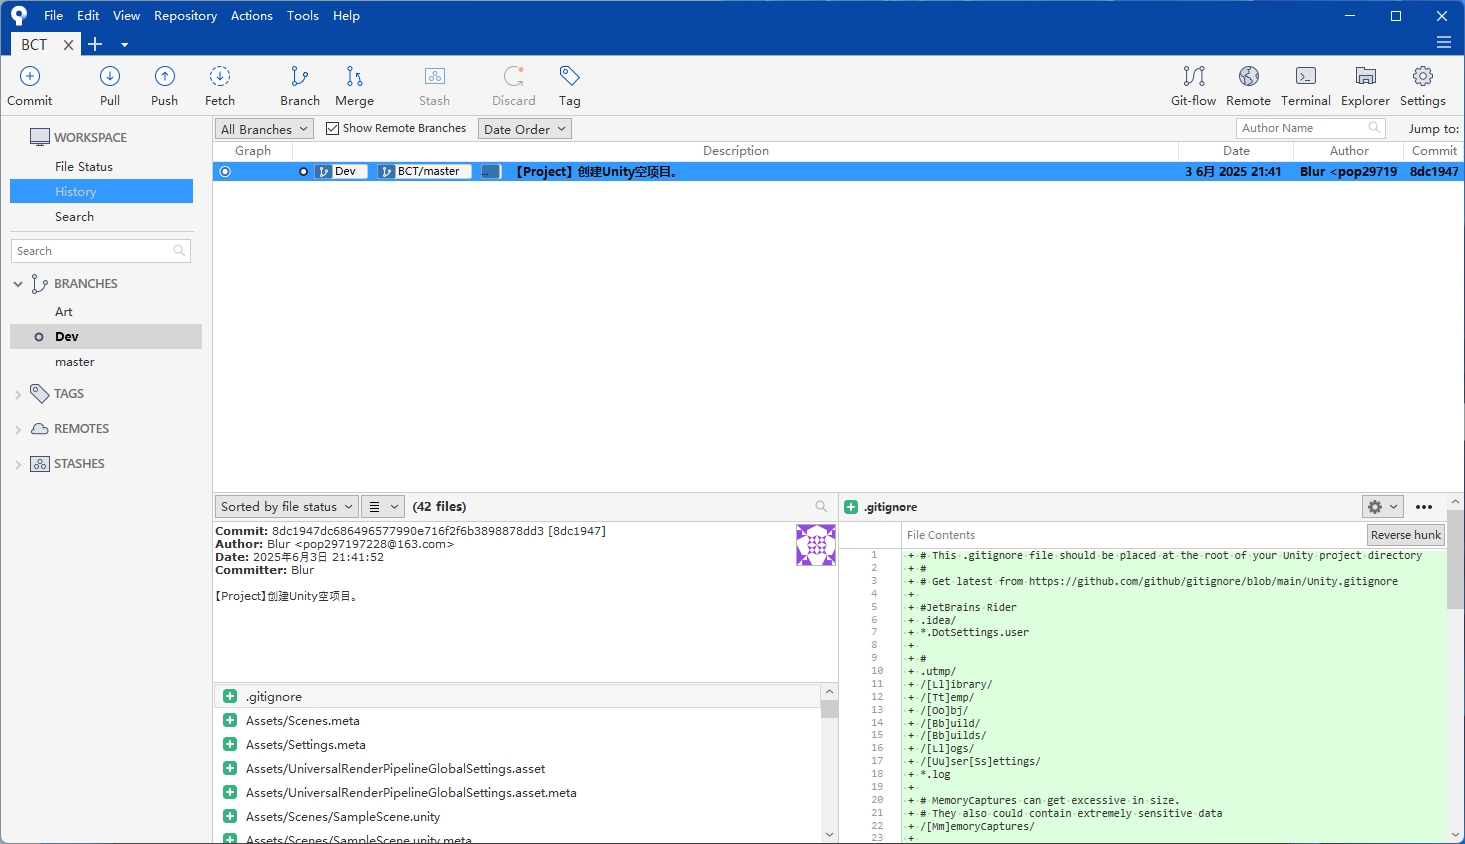 File Edit View Repository Actions Tools Help
BCT
Commit Pull Push Fetch Branch Merge Stash Discard Tag Git-flow Remote Terminal Explorer Settings
WORKSPACE
File Status
History
Search
Search
BRANCHES
Art
Dev
master
TAGS
REMOTES
STASHES
All Branches Show Remote Branches Date Order Author Name Jump to:
Graph Description Date Author Commit
Dev BCT/master ... 【Project】创建Unity空项目。 3 6月 2025 21:41 Blur <pop29719 8dc1947
Sorted by file status (42 files)
Commit: 8dc1947dc686496577990e716f2f6b3898878dd3 [8dc1947]
Author: Blur <pop297197228@163.com>
Date: 2025年6月3日 21:41:52
Committer: Blur
【Project】创建Unity空项目。
.gitignore
Assets/Scenes.meta
Assets/Settings.meta
Assets/UniversalRenderPipelineGlobalSettings.asset
Assets/UniversalRenderPipelineGlobalSettings.asset.meta
Assets/Scenes/SampleScene.unity
Assets/Scenes/SampleScene.unity.meta
.gitignore
File Contents Reverse hunk
1 + # This .gitignore file should be placed at the root of your Unity project directory
2 + #
3 + # Get latest from https://github.com/github/gitignore/blob/main/Unity.gitignore
4 +
5 + #JetBrains Rider
6 + .idea/
7 + *.DotSettings.user
8 +
9 + #
10 + .utmp/
11 + /[Ll]ibrary/
12 + /[Tt]emp/
13 + /[Oo]bj/
14 + /[Bb]uild/
15 + /[Bb]uilds/
16 + /[Ll]ogs/
17 + /[Uu]ser[Ss]ettings/
18 + *.log
19 +
20 + # MemoryCaptures can get excessive in size.
21 + # They also could contain extremely sensitive data
22 + /[Mm]emoryCaptures/
23 +